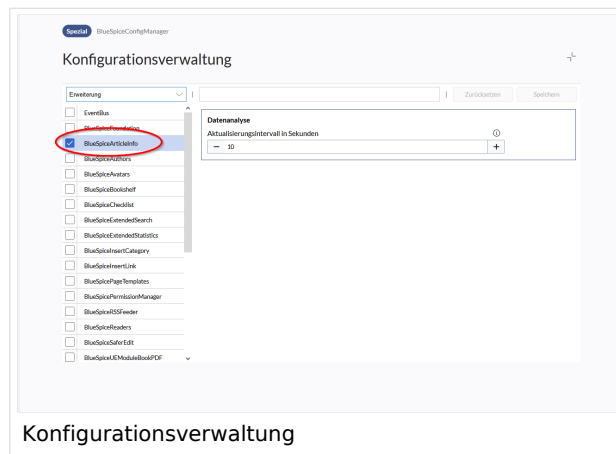 Spezial BlueSpiceConfigManager
Konfigurationsverwaltung
Erweiterung | | Zurücksetzen Speichern
EventBus
BlueSpiceFoundation
BlueSpiceArticleInfo
BlueSpiceAuthors
BlueSpiceAvatars
BlueSpiceBookshelf
BlueSpiceChecklist
BlueSpiceExtendedSearch
BlueSpiceExtendedStatistics
BlueSpiceInsertCategory
BlueSpiceInsertLink
BlueSpicePageTemplates
BlueSpicePermissionManager
BlueSpiceRSSFeeder
BlueSpiceReaders
BlueSpiceSaferEdit
BlueSpiceUEModuleBookPDF
Datenanalyse
Aktualisierungsintervall in Sekunden
− 10 +
Konfigurationsverwaltung